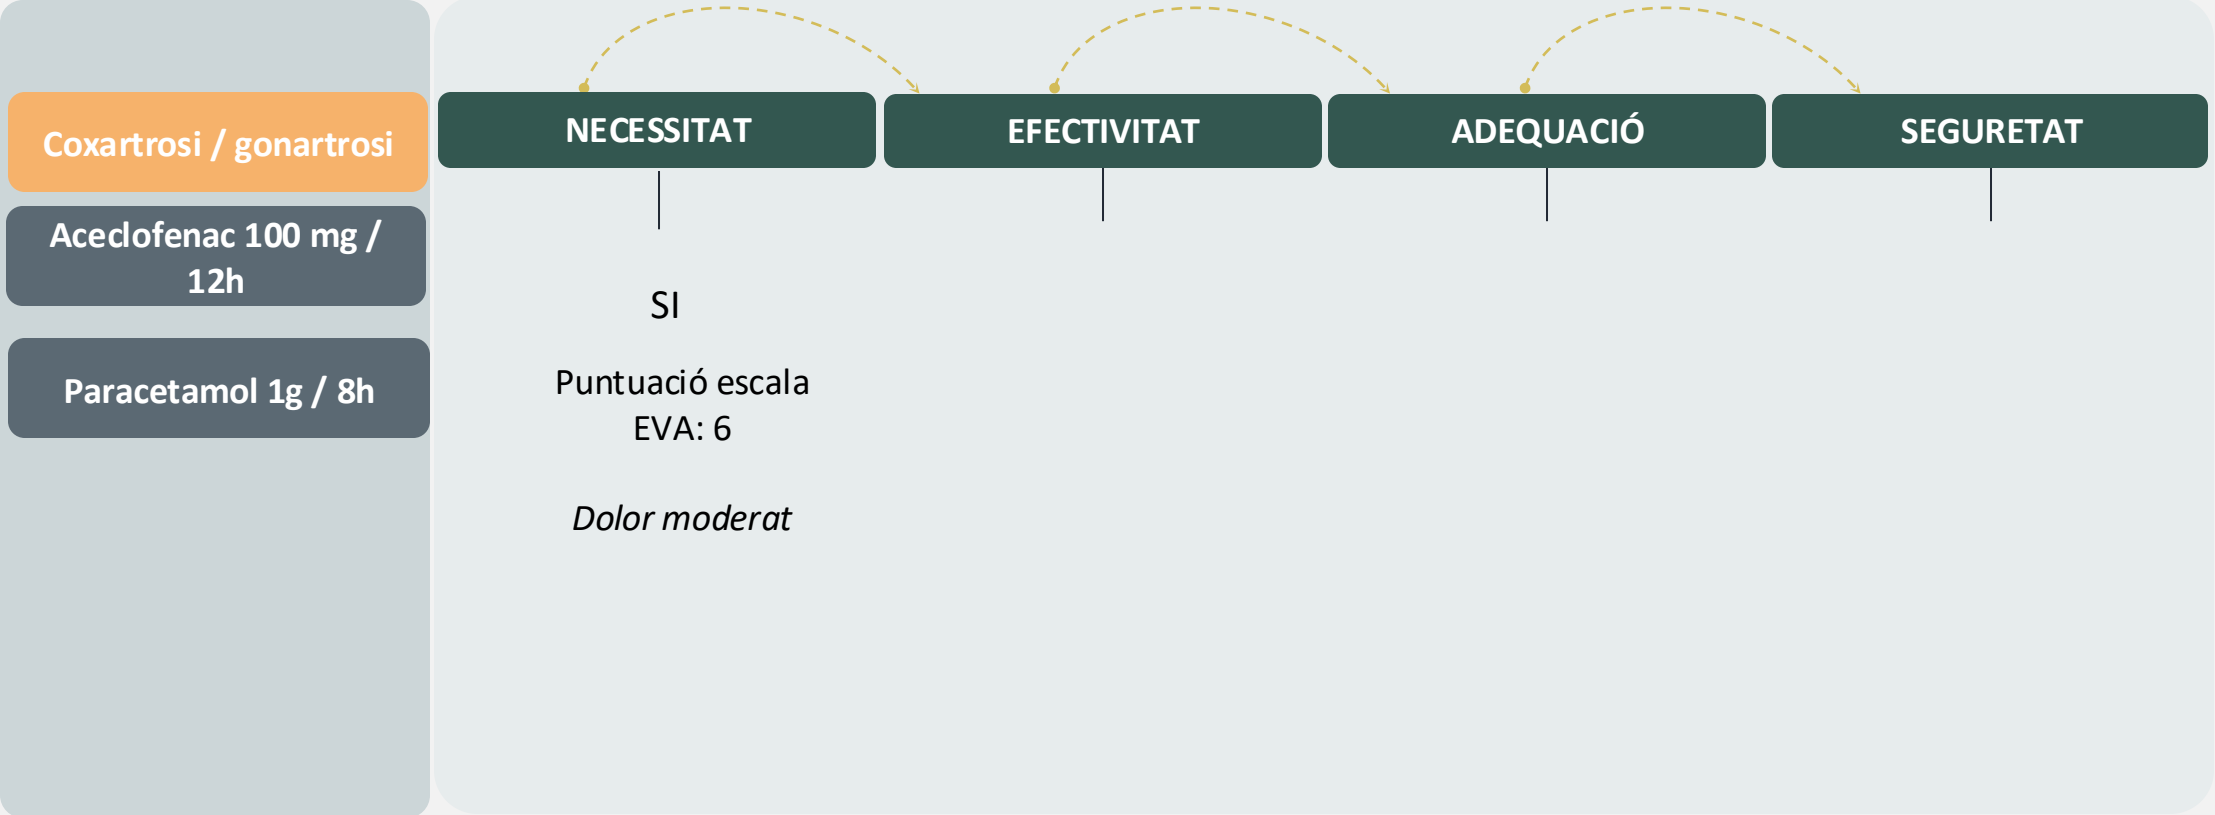 Coxartrosi / gonartrosi
Aceclofenac 100 mg /
12h
Paracetamol 1g / 8h
NECESSITAT
EFECTIVITAT
ADEQUACIÓ
SEGURETAT
SI
Puntuació escala
EVA: 6
Dolor moderat